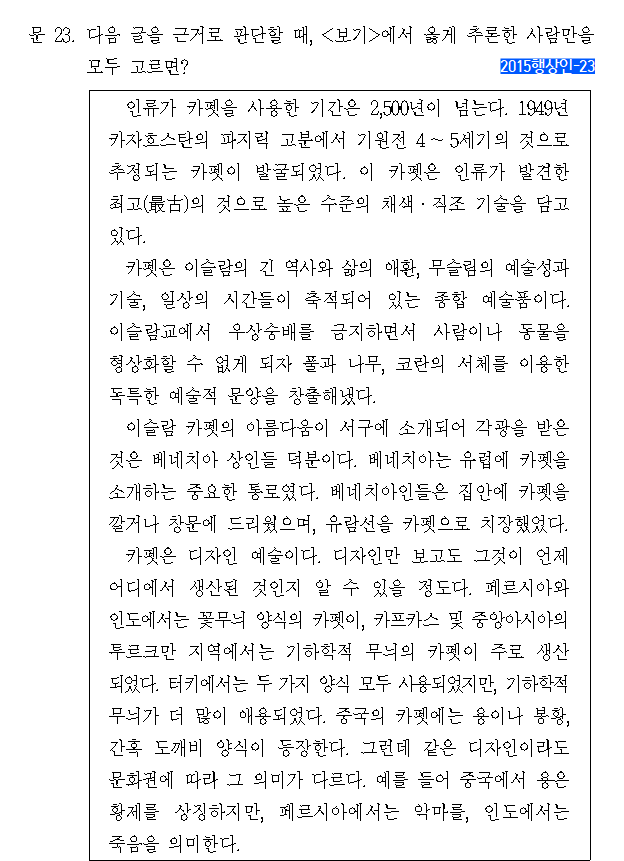 문 23. 다음 글을 근거로 판단할 때, <보기>에서 옳게 추론한 사람만을
모두 고르면?
2015행상인-23
인류가 카펫을 사용한 기간은 2,500년이 넘는다. 1949년
카자흐스탄의 파지릭 고분에서 기원전 4 ~ 5세기의 것으로
추정되는 카펫이 발굴되었다. 이 카펫은 인류가 발견한
최고(最古)의 것으로 높은 수준의 채색 · 직조 기술을 담고
있다.
카펫은 이슬람의 긴 역사와 삶의 애환, 무슬림의 예술성과
기술, 일상의 시간들이 축적되어 있는 종합 예술품이다.
이슬람교에서 우상숭배를 금지하면서 사람이나 동물을
형상화할 수 없게 되자 풀과 나무, 코란의 서체를 이용한
독특한 예술적 문양을 창출해냈다.
이슬람 카펫의 아름다움이 서구에 소개되어 각광을 받은
것은 베네치아 상인들 덕분이다. 베네치아는 유럽에 카펫을
소개하는 중요한 통로였다. 베네치아인들은 집안에 카펫을
깔거나 창문에 드리웠으며, 유람선을 카펫으로 치장했었다.
카펫은 디자인 예술이다. 디자인만 보고도 그것이 언제
어디에서 생산된 것인지 알 수 있을 정도다. 페르시아와
인도에서는 꽃무늬 양식의 카펫이, 카프카스 및 중앙아시아의
투르크만 지역에서는 기하학적 무늬의 카펫이 주로 생산
되었다. 터키에서는 두 가지 양식 모두 사용되었지만, 기하학적
무늬가 더 많이 애용되었다. 중국의 카펫에는 용이나 봉황,
간혹 도깨비 양식이 등장한다. 그런데 같은 디자인이라도
문화권에 따라 그 의미가 다르다. 예를 들어 중국에서 용은
황제를 상징하지만, 페르시아에서는 악마를, 인도에서는
죽음을 의미한다.